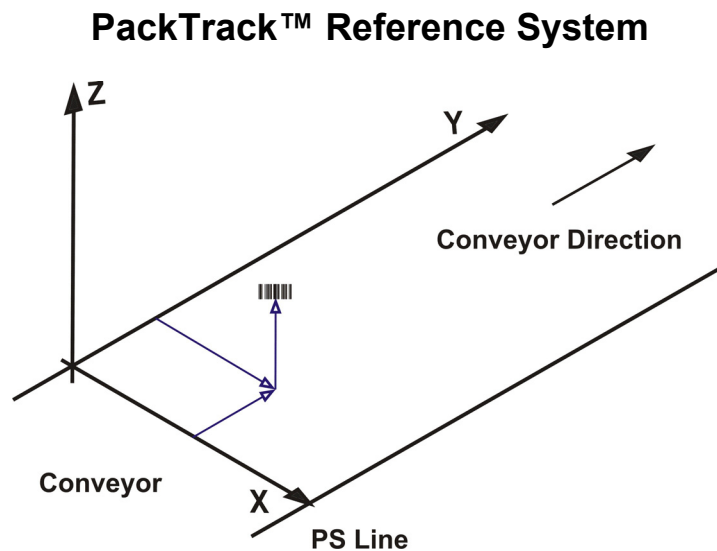 PackTrack™ Reference System
Z
Y
Conveyor Direction
Conveyor
X
PS Line